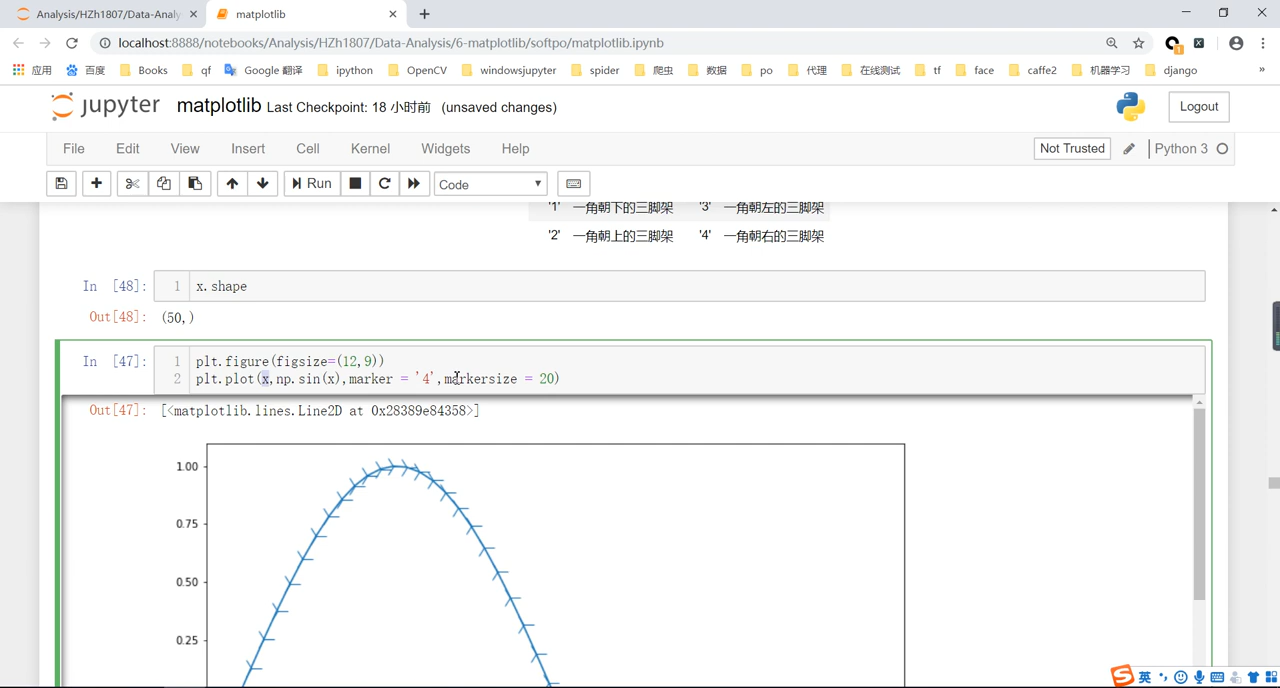 Analysis/HZh1807/Data-Analy
matplotlib
localhost:8888/notebooks/Analysis/HZh1807/Data-Analysis/6-matplotlib/softpo/matplotlib.ipynb
应用 百度 Books qf Google 翻译 ipython OpenCV windowsjupyter spider 爬虫 数据 po 代理 在线测试 tf face caffe2 机器学习 django »
jupyter matplotlib Last Checkpoint: 18 小时前 (unsaved changes) Logout
File Edit View Insert Cell Kernel Widgets Help Not Trusted Python 3
Run Code
'1' 一角朝下的三脚架 '3' 一角朝左的三脚架
'2' 一角朝上的三脚架 '4' 一角朝右的三脚架
In [48]: 1 x.shape
Out[48]: (50,)
In [47]: 1 plt.figure(figsize=(12,9))
2 plt.plot(x,np.sin(x),marker = '4',markersize = 20)
Out[47]: [<matplotlib.lines.Line2D at 0x28389e84358>]
1.00
0.75
0.50
0.25
英